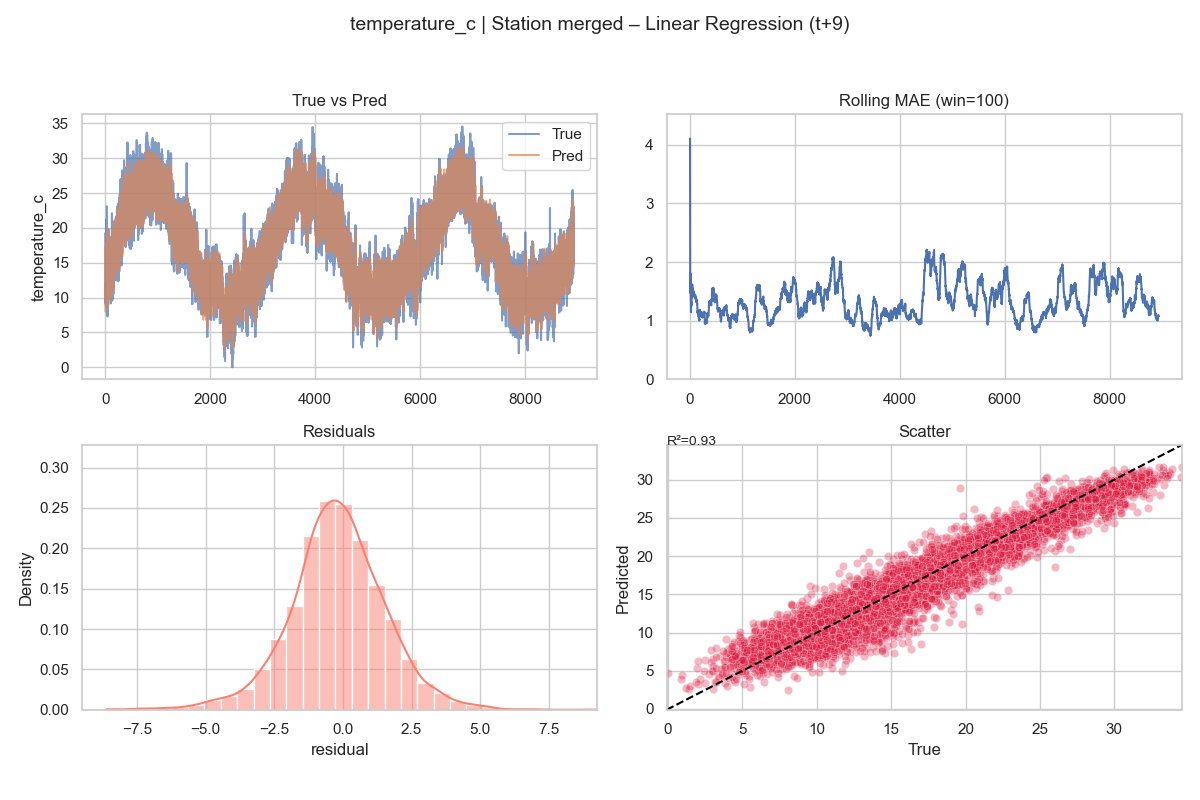 temperature_c | Station merged – Linear Regression (t+9)
True vs Pred
temperature_c
35
30
25
20
15
10
5
0
0 2000 4000 6000 8000
True
Pred
Rolling MAE (win=100)
4
3
2
1
0
0 2000 4000 6000 8000
Residuals
Density
0.30
0.25
0.20
0.15
0.10
0.05
0.00
−7.5 −5.0 −2.5 0.0 2.5 5.0 7.5
residual
Scatter
R²=0.93
Predicted
30
25
20
15
10
5
0
0 5 10 15 20 25 30
True